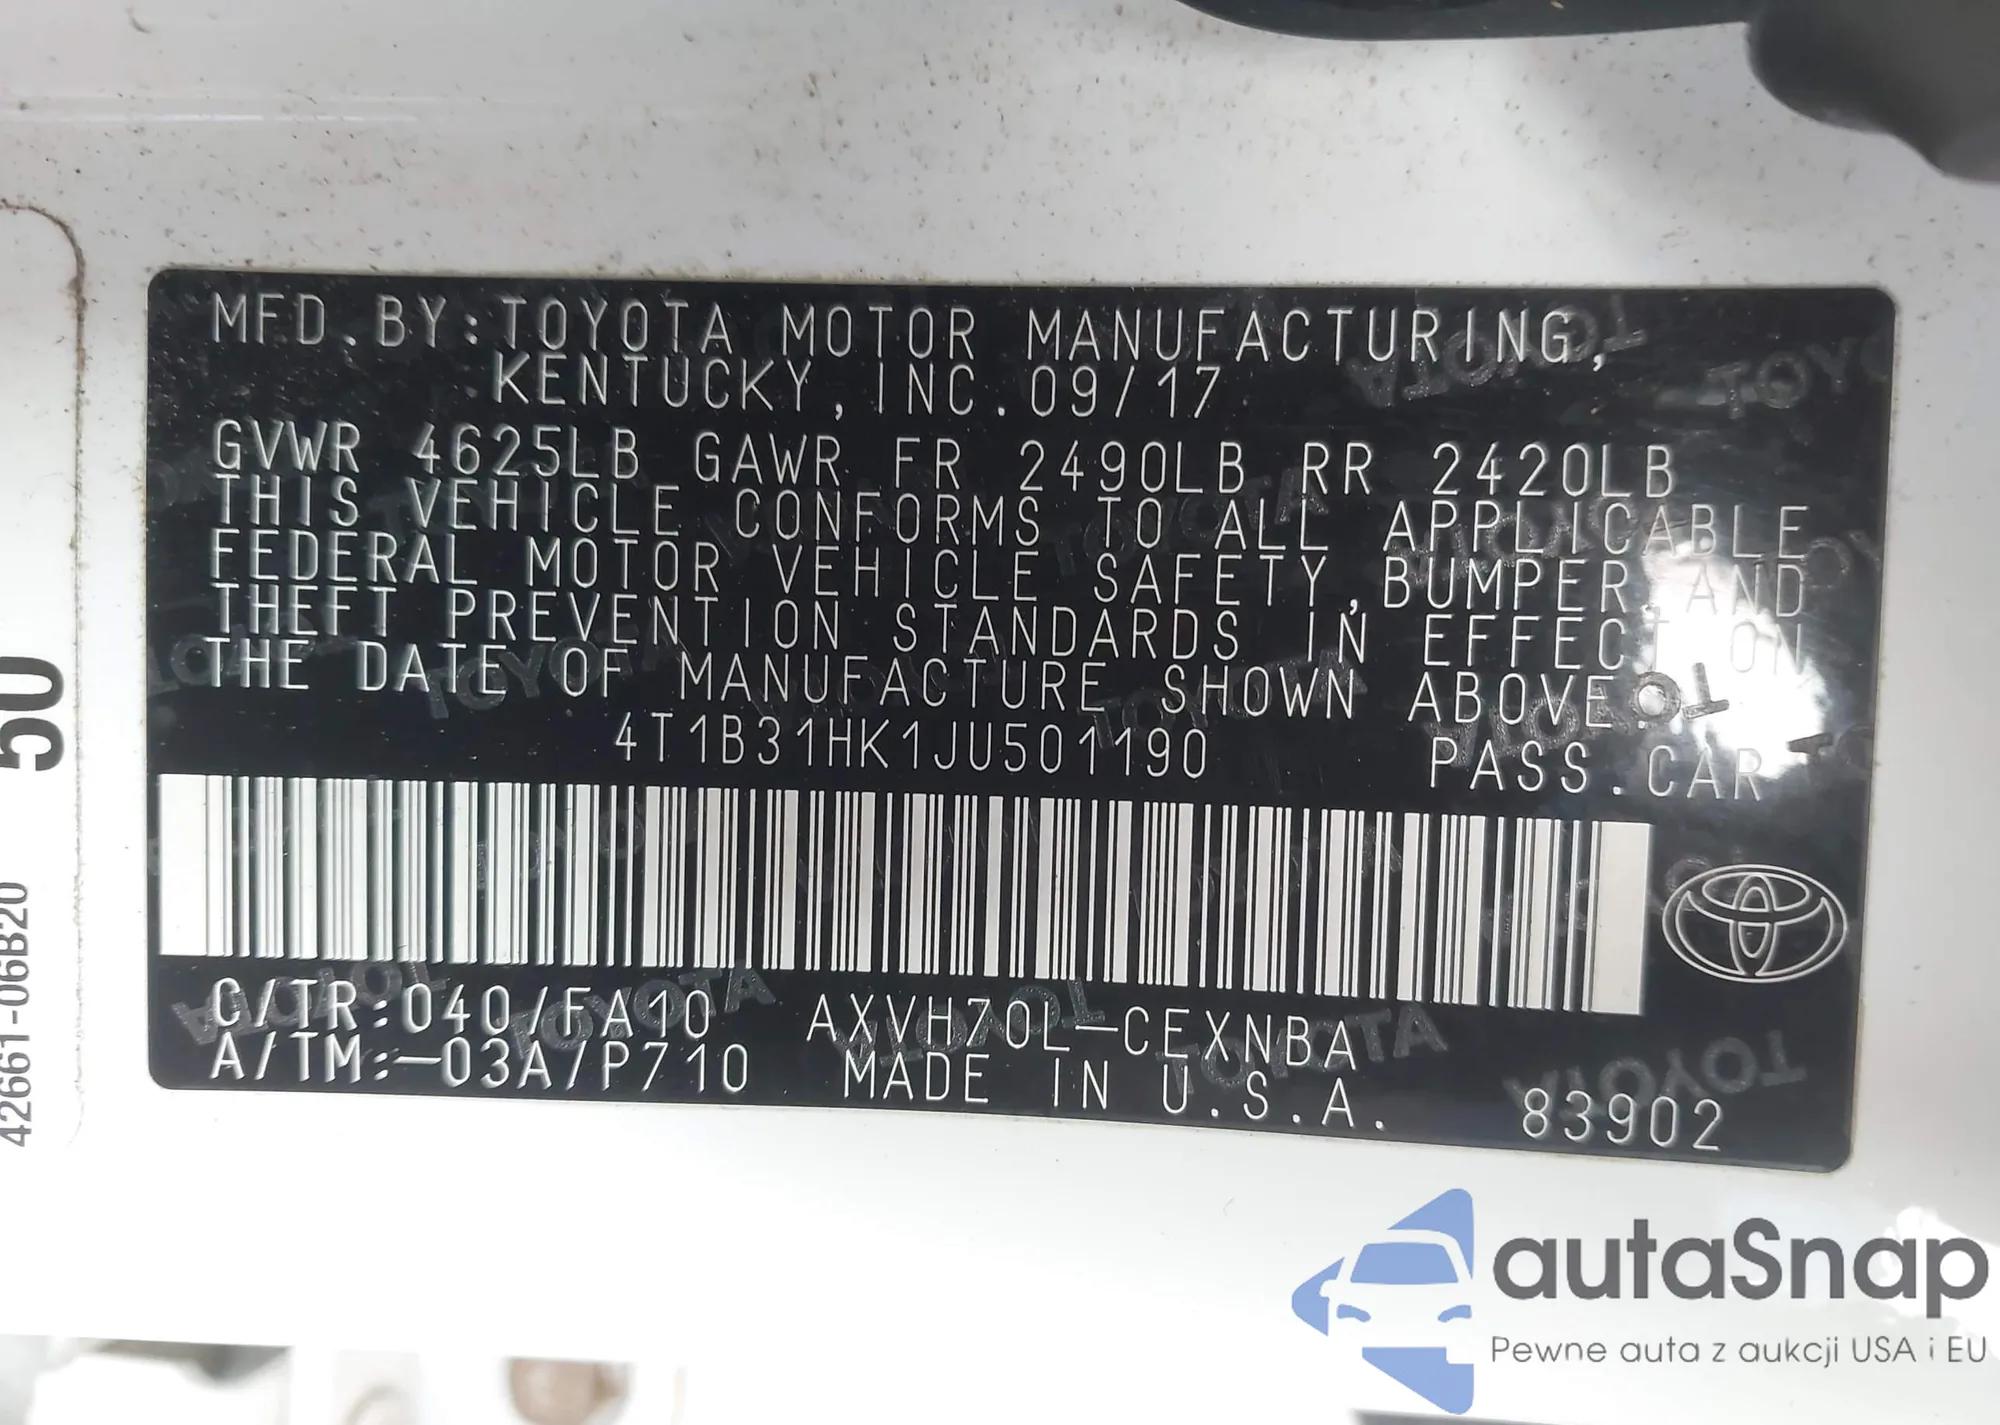 MFD.BY:TOYOTA MOTOR MANUFACTURING,
KENTUCKY,INC.09/17
GVWR 4625LB GAWR FR 2490LB RR 2420LB
THIS VEHICLE CONFORMS TO ALL APPLICABLE
FEDERAL MOTOR VEHICLE SAFETY,BUMPER,AND
THEFT PREVENTION STANDARDS IN EFFECT ON
THE DATE OF MANUFACTURE SHOWN ABOVE.
4T1B31HK1JU501190 PASS.CAR
C/TR:040/FA10 AXVH70L-CEXNBA
A/TM:-03A/P710 MADE IN U.S.A. 83902
50
42661-06B20
autaSnap
Pewne auta z aukcji USA i EU